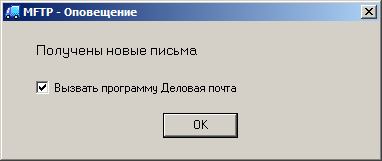 MFTP - Оповещение
Получены новые письма
Вызвать программу Деловая почта
OK